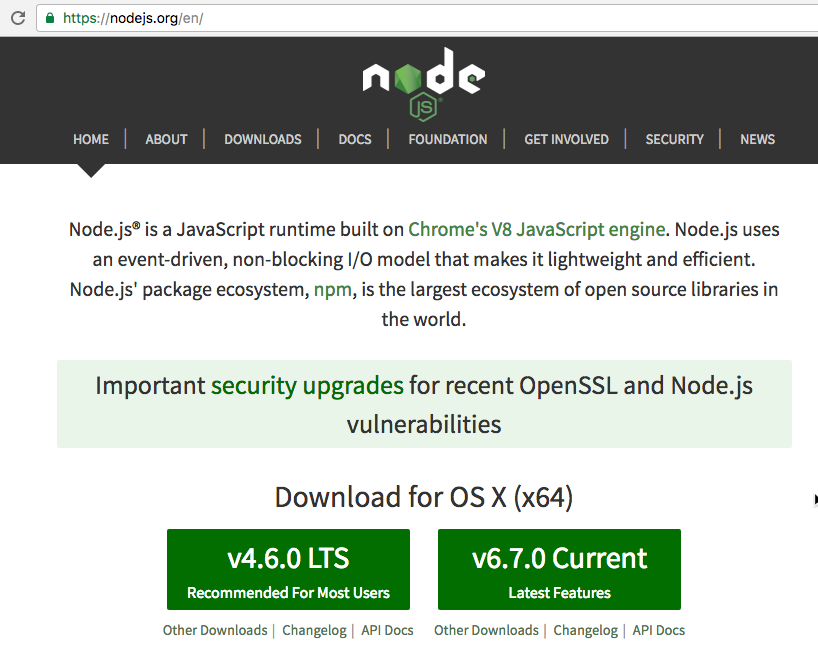 https://nodejs.org/en/
node
JS
HOME | ABOUT | DOWNLOADS | DOCS | FOUNDATION | GET INVOLVED | SECURITY | NEWS
Node.js® is a JavaScript runtime built on Chrome's V8 JavaScript engine. Node.js uses
an event-driven, non-blocking I/O model that makes it lightweight and efficient.
Node.js' package ecosystem, npm, is the largest ecosystem of open source libraries in
the world.
Important security upgrades for recent OpenSSL and Node.js
vulnerabilities
Download for OS X (x64)
v4.6.0 LTS
Recommended For Most Users
v6.7.0 Current
Latest Features
Other Downloads | Changelog | API Docs
Other Downloads | Changelog | API Docs